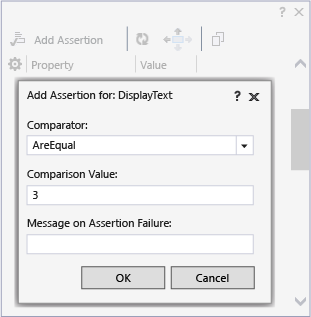 ? ×
Add Assertion
Property Value
Add Assertion for: DisplayText ? ×
Comparator:
AreEqual
Comparison Value:
3
Message on Assertion Failure:
OK Cancel